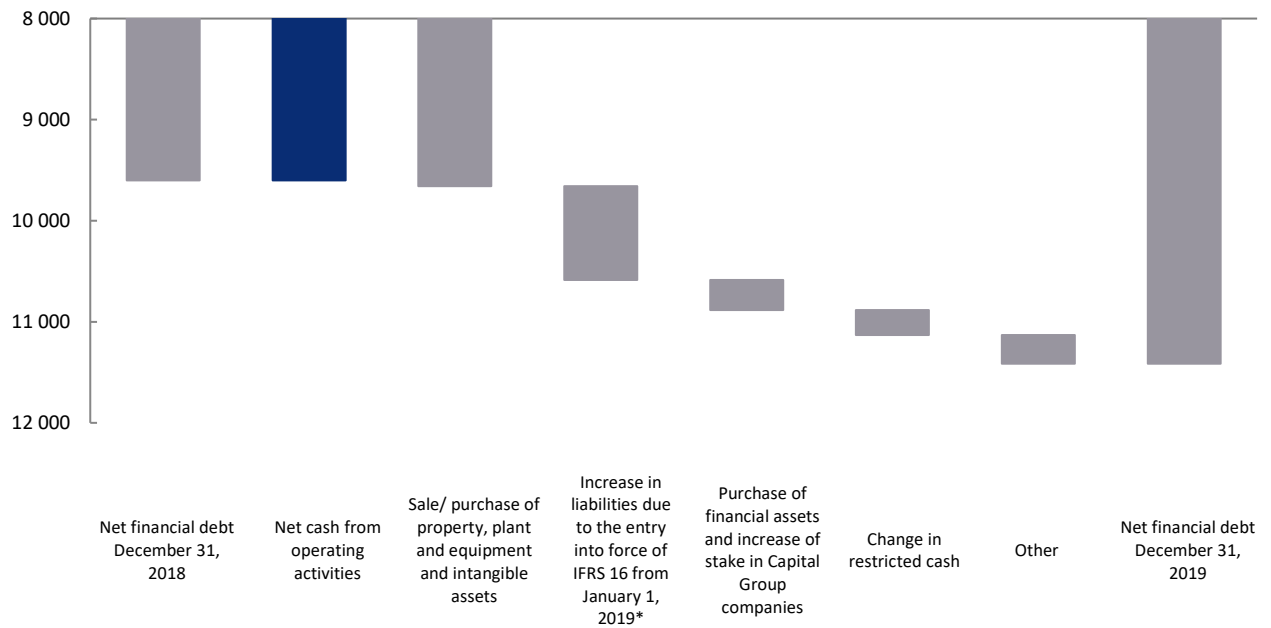 8 000
9 000
10 000
11 000
12 000
Net financial debt
December 31,
2018
Net cash from
operating
activities
Sale/ purchase of
property, plant
and equipment
and intangible
assets
Increase in
liabilities due
to the entry
into force of
IFRS 16 from
January 1,
2019*
Purchase of
financial assets
and increase of
stake in Capital
Group
companies
Change in
restricted cash
Other
Net financial debt
December 31,
2019